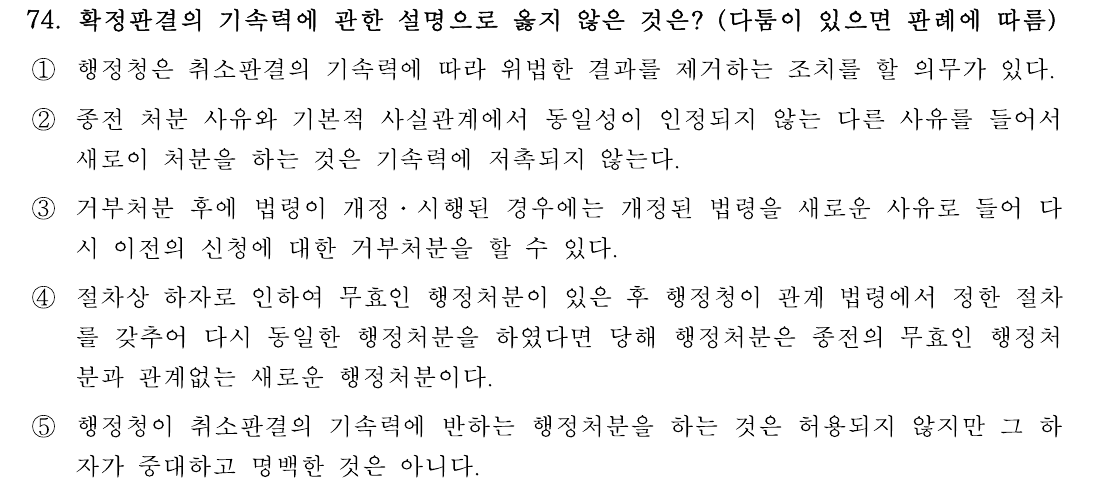 74. 확정판결의 기속력에 관한 설명으로 옳지 않은 것은? (다툼이 있으면 판례에 따름)
① 행정청은 취소판결의 기속력에 따라 위법한 결과를 제거하는 조치를 할 의무가 있다.
② 종전 처분 사유와 기본적 사실관계에서 동일성이 인정되지 않는 다른 사유를 들어서
새로이 처분을 하는 것은 기속력에 저촉되지 않는다.
③ 거부처분 후에 법령이 개정 · 시행된 경우에는 개정된 법령을 새로운 사유로 들어 다
시 이전의 신청에 대한 거부처분을 할 수 있다.
④ 절차상 하자로 인하여 무효인 행정처분이 있은 후 행정청이 관계 법령에서 정한 절차
를 갖추어 다시 동일한 행정처분을 하였다면 당해 행정처분은 종전의 무효인 행정처
분과 관계없는 새로운 행정처분이다.
⑤ 행정청이 취소판결의 기속력에 반하는 행정처분을 하는 것은 허용되지 않지만 그 하
자가 중대하고 명백한 것은 아니다.